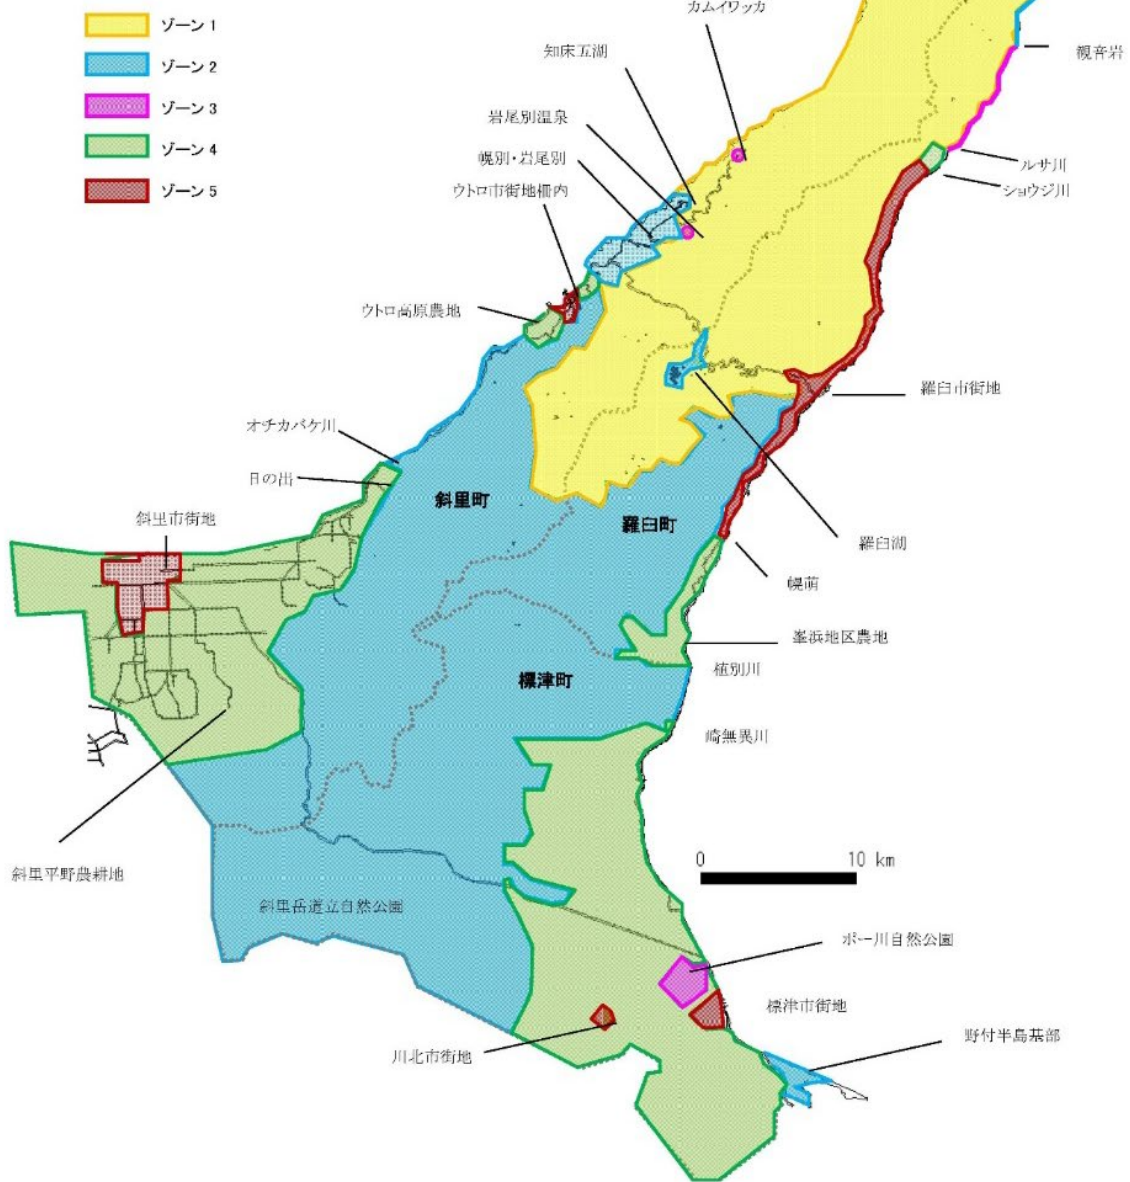 ゾーン 1
ゾーン 2
ゾーン 3
ゾーン 4
ゾーン 5
カムイワッカ
知床五湖
観音岩
岩尾別温泉
幌別・岩尾別
ルサ川
ウトロ市街地柵内
ショウジ川
ウトロ高原農地
羅臼市街地
オチカバケ川
日の出
斜里町
斜里市街地
羅臼町
羅臼湖
幌萌
峯浜地区農地
植別川
標津町
崎無異川
0 10 km
斜里平野農耕地
斜里岳道立自然公園
ポー川自然公園
標津市街地
野付半島基部
川北市街地